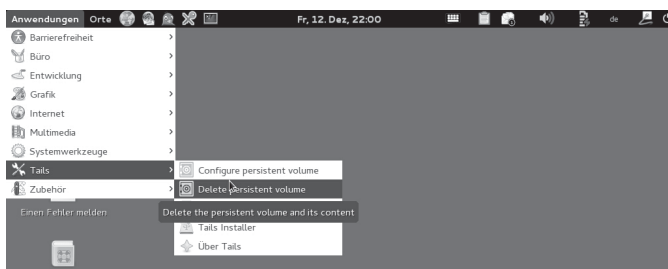 Anwendungen Orte Fr, 12. Dez, 22:00 de
Barrierefreiheit
Büro
Entwicklung
Grafik
Internet
Multimedia
Systemwerkzeuge
Tails
Configure persistent volume
Zubehör
Delete persistent volume
Einen Fehler melden
Delete the persistent volume and its content
Tails Installer
Über Tails